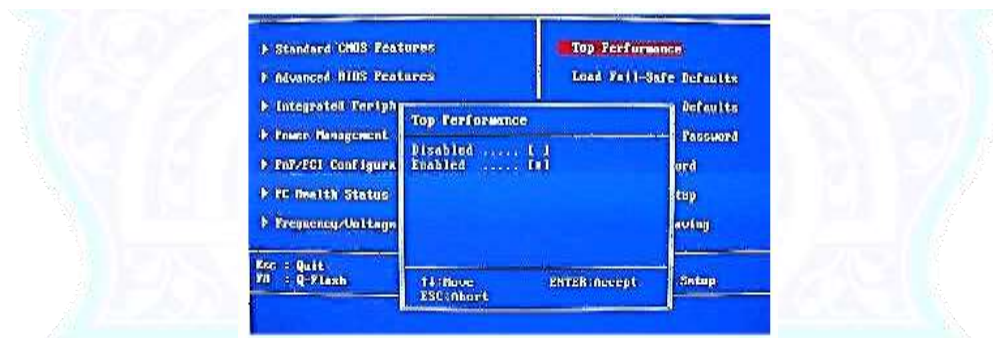 Standard CMOS Features
Advanced BIOS Features
Integrated Periph
Power Management
PnP/PCI Configura
PC Health Status
Frequency/Voltage
Top Performance
Load Fail-Safe Defaults
Defaults
Password
ord
tup
aving
Top Performance
Disabled ..... [ ]
Enabled ..... [■]
↑↓:Move ENTER:Accept
ESC:Abort
Esc : Quit
F8 : Q-Flash
Setup